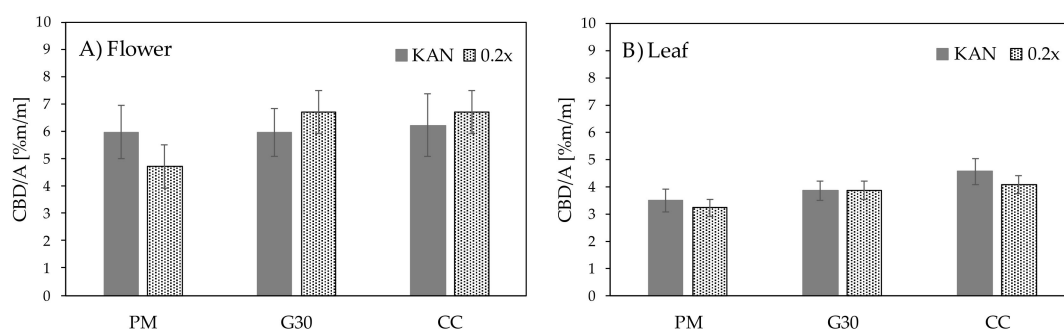 A) Flower
KAN 0.2x
CBD/A [%m/m]
10
9
8
7
6
5
4
3
2
1
0
PM G30 CC
B) Leaf
KAN 0.2x
CBD/A [%m/m]
10
9
8
7
6
5
4
3
2
1
0
PM G30 CC